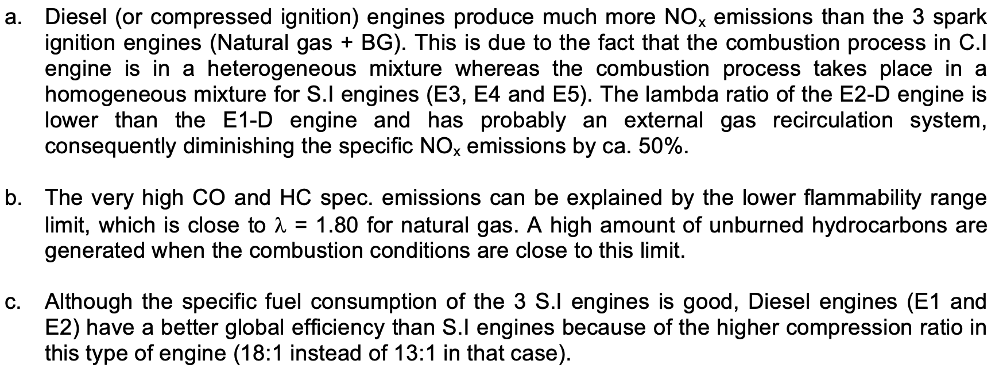 a. Diesel (or compressed ignition) engines produce much more NOₓ emissions than the 3 spark
ignition engines (Natural gas + BG). This is due to the fact that the combustion process in C.I
engine is in a heterogeneous mixture whereas the combustion process takes place in a
homogeneous mixture for S.I engines (E3, E4 and E5). The lambda ratio of the E2-D engine is
lower than the E1-D engine and has probably an external gas recirculation system,
consequently diminishing the specific NOₓ emissions by ca. 50%.
b. The very high CO and HC spec. emissions can be explained by the lower flammability range
limit, which is close to λ = 1.80 for natural gas. A high amount of unburned hydrocarbons are
generated when the combustion conditions are close to this limit.
c. Although the specific fuel consumption of the 3 S.I engines is good, Diesel engines (E1 and
E2) have a better global efficiency than S.I engines because of the higher compression ratio in
this type of engine (18:1 instead of 13:1 in that case).